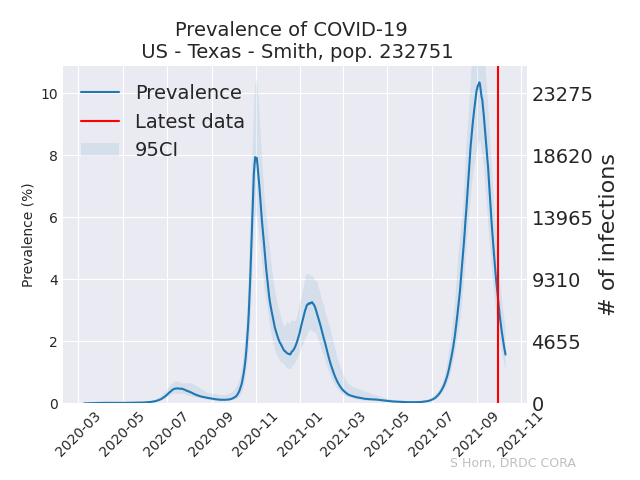 Prevalence of COVID-19
US - Texas - Smith, pop. 232751
Prevalence
Latest data
95CI
Prevalence (%)
10
8
6
4
2
0
23275
18620
13965
9310
4655
0
# of infections
2020-03
2020-05
2020-07
2020-09
2020-11
2021-01
2021-03
2021-05
2021-07
2021-09
2021-11
S Horn, DRDC CORA